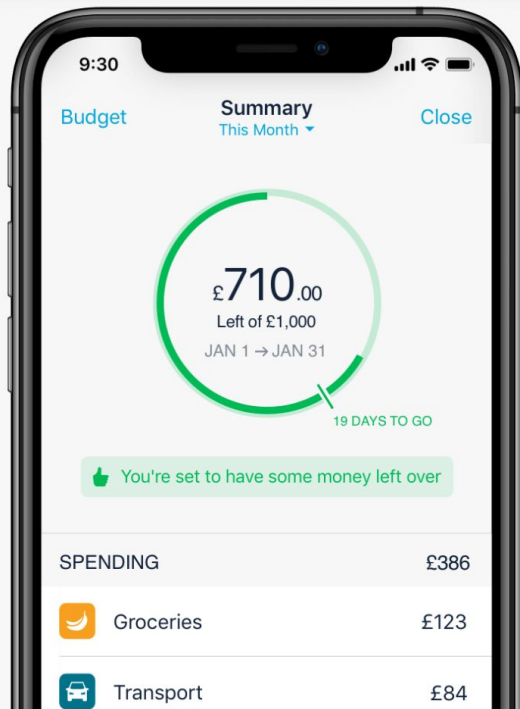 9:30
Budget
Summary
Close
This Month
£710.00
Left of £1,000
JAN 1 → JAN 31
19 DAYS TO GO
You're set to have some money left over
SPENDING £386
Groceries £123
Transport £84